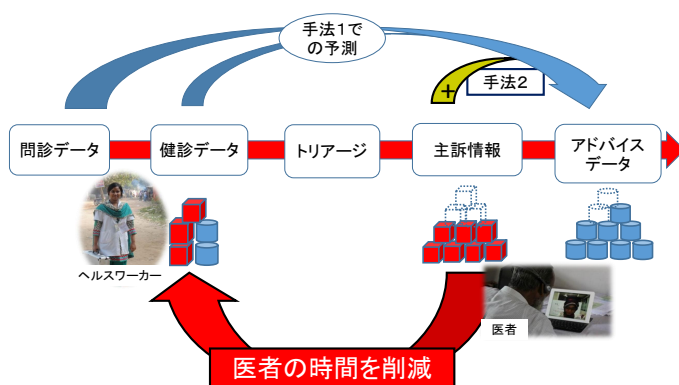 手法1で
の予測
+
手法2
問診データ
健診データ
トリアージ
主訴情報
アドバイス
データ
ヘルスワーカー
医者
医者の時間を削減